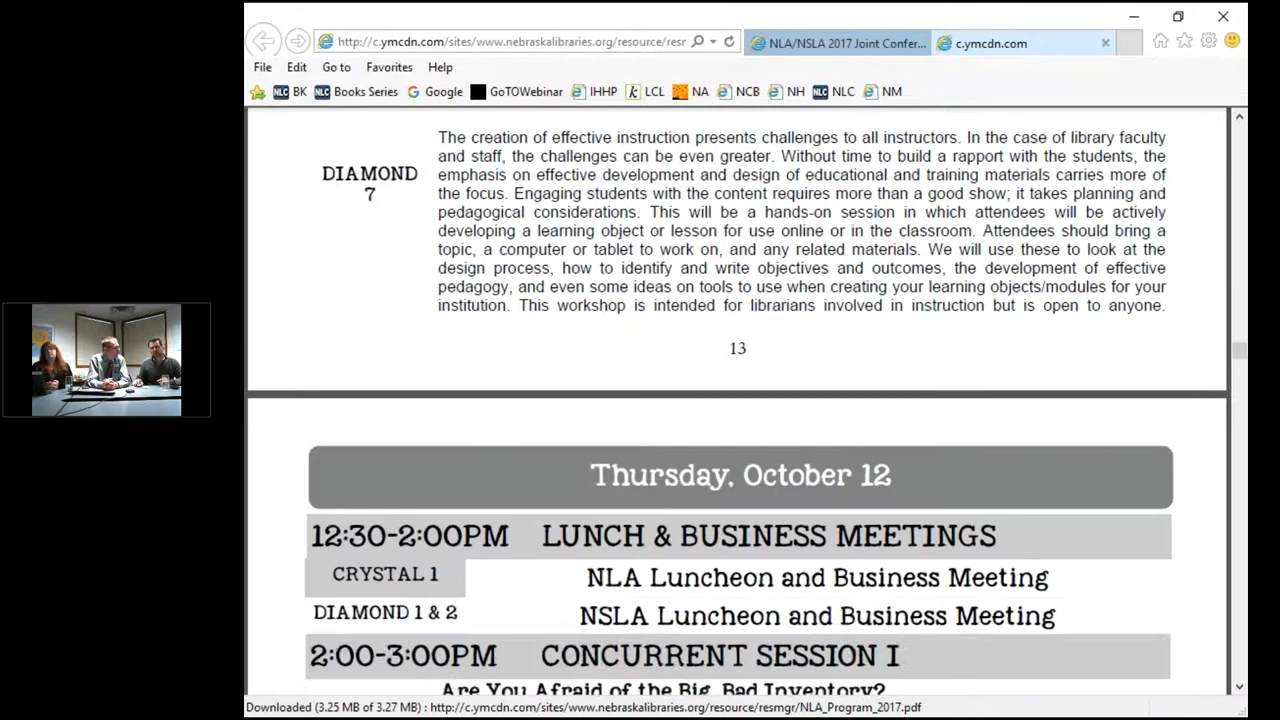 http://c.ymcdn.com/sites/www.nebraskalibraries.org/resource/resr
NLA/NSLA 2017 Joint Confer...
c.ymcdn.com
File Edit Go to Favorites Help
NLC BK NLC Books Series G Google GoTOWebinar IHHP k LCL NA NCB NH NLC NLC NM
The creation of effective instruction presents challenges to all instructors. In the case of library faculty
and staff, the challenges can be even greater. Without time to build a rapport with the students, the
DIAMOND
7
emphasis on effective development and design of educational and training materials carries more of
the focus. Engaging students with the content requires more than a good show; it takes planning and
pedagogical considerations. This will be a hands-on session in which attendees will be actively
developing a learning object or lesson for use online or in the classroom. Attendees should bring a
topic, a computer or tablet to work on, and any related materials. We will use these to look at the
design process, how to identify and write objectives and outcomes, the development of effective
pedagogy, and even some ideas on tools to use when creating your learning objects/modules for your
institution. This workshop is intended for librarians involved in instruction but is open to anyone.
13
Thursday, October 12
12:30-2:00PM LUNCH & BUSINESS MEETINGS
CRYSTAL 1 NLA Luncheon and Business Meeting
DIAMOND 1 & 2 NSLA Luncheon and Business Meeting
2:00-3:00PM CONCURRENT SESSION I
Are You Afraid of the Big, Bad Inventory?
Downloaded (3.25 MB of 3.27 MB) : http://c.ymcdn.com/sites/www.nebraskalibraries.org/resource/resmgr/NLA_Program_2017.pdf